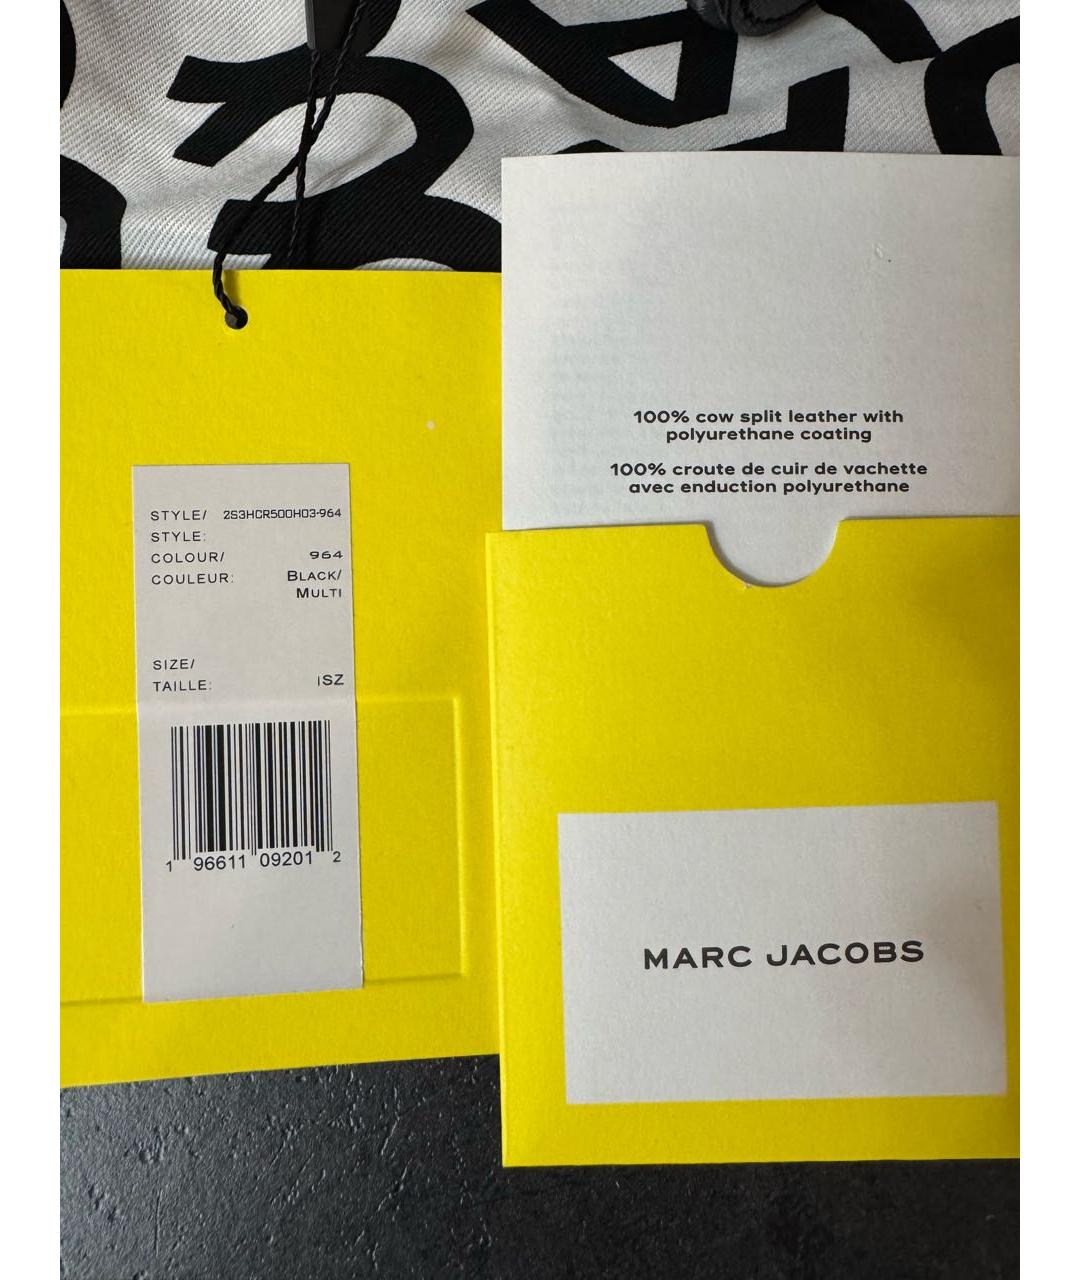 STYLE/ 2S3HCR500H03-964
STYLE:
COLOUR/ 964
COULEUR: BLACK/
MULTI
SIZE/
TAILLE: 1SZ
1 96611 09201 2
100% cow split leather with
polyurethane coating
100% croute de cuir de vachette
avec enduction polyurethane
MARC JACOBS